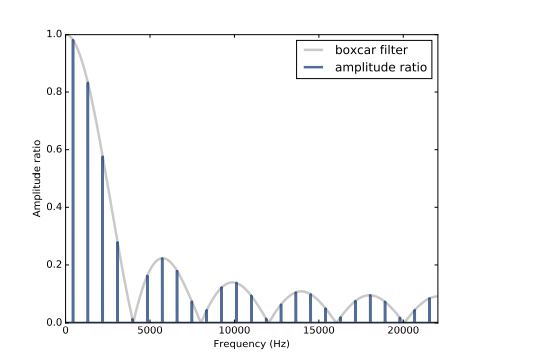 1.0
0.8
0.6
0.4
0.2
0.0
Amplitude ratio
boxcar filter
amplitude ratio
0 5000 10000 15000 20000
Frequency (Hz)